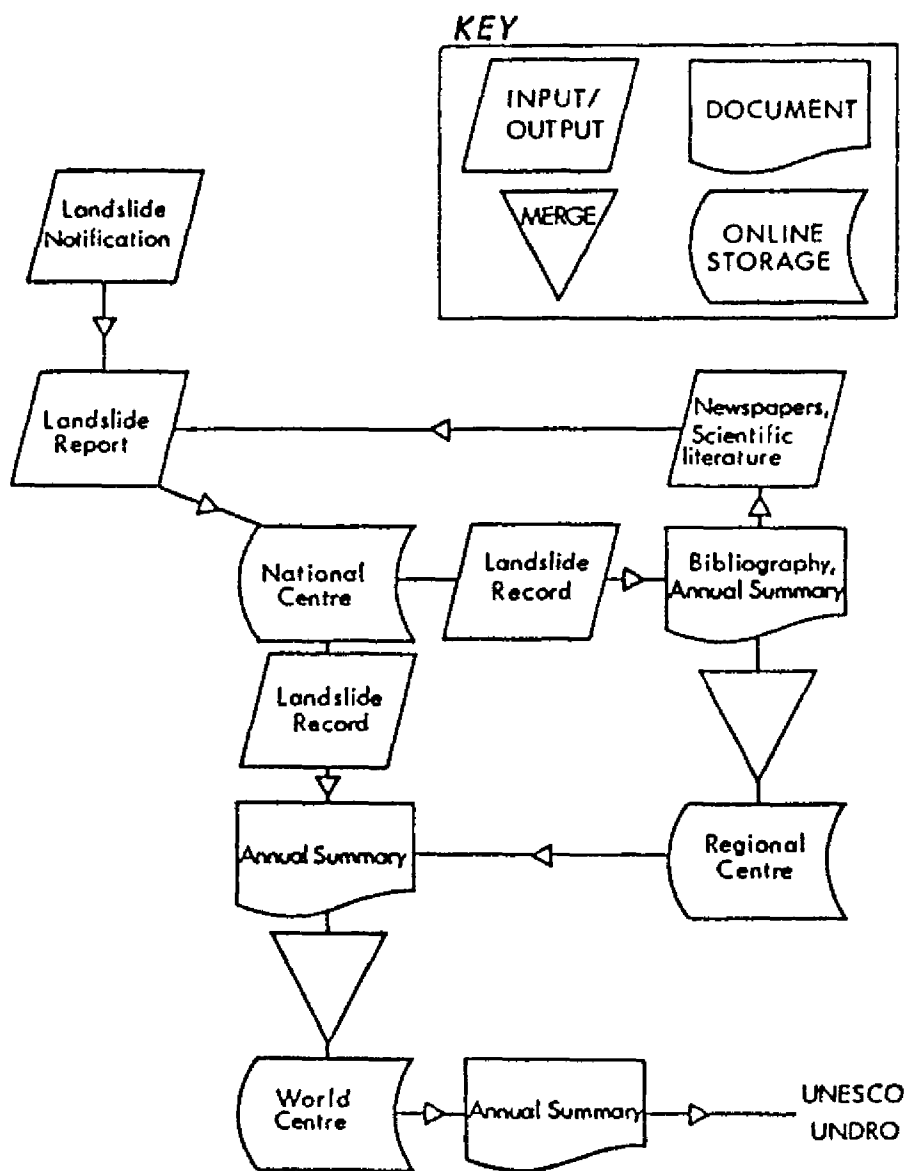 KEY
INPUT/
OUTPUT
DOCUMENT
MERGE
ONLINE
STORAGE
Landslide
Notification
Landslide
Report
Newspapers,
Scientific
literature
National
Centre
Landslide
Record
Bibliography,
Annual Summary
Landslide
Record
Annual Summary
Regional
Centre
World
Centre
Annual Summary
UNESCO
UNDRO